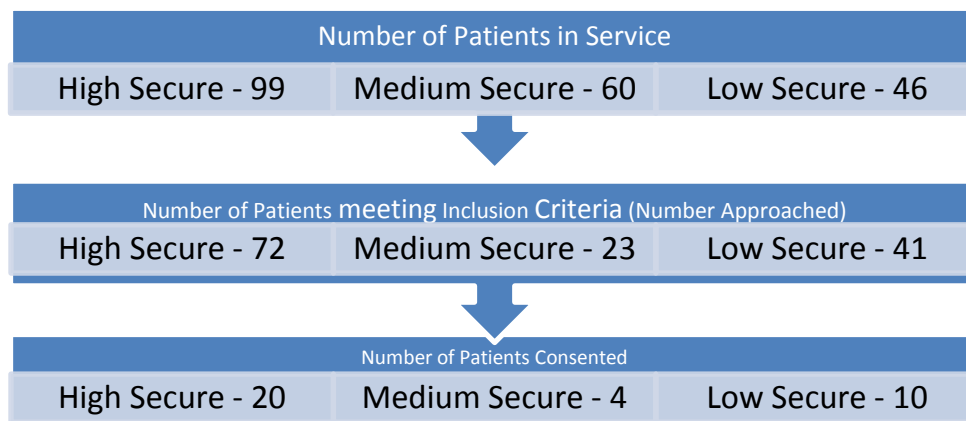 Number of Patients in Service
High Secure - 99 Medium Secure - 60 Low Secure - 46
Number of Patients meeting Inclusion Criteria (Number Approached)
High Secure - 72 Medium Secure - 23 Low Secure - 41
Number of Patients Consented
High Secure - 20 Medium Secure - 4 Low Secure - 10